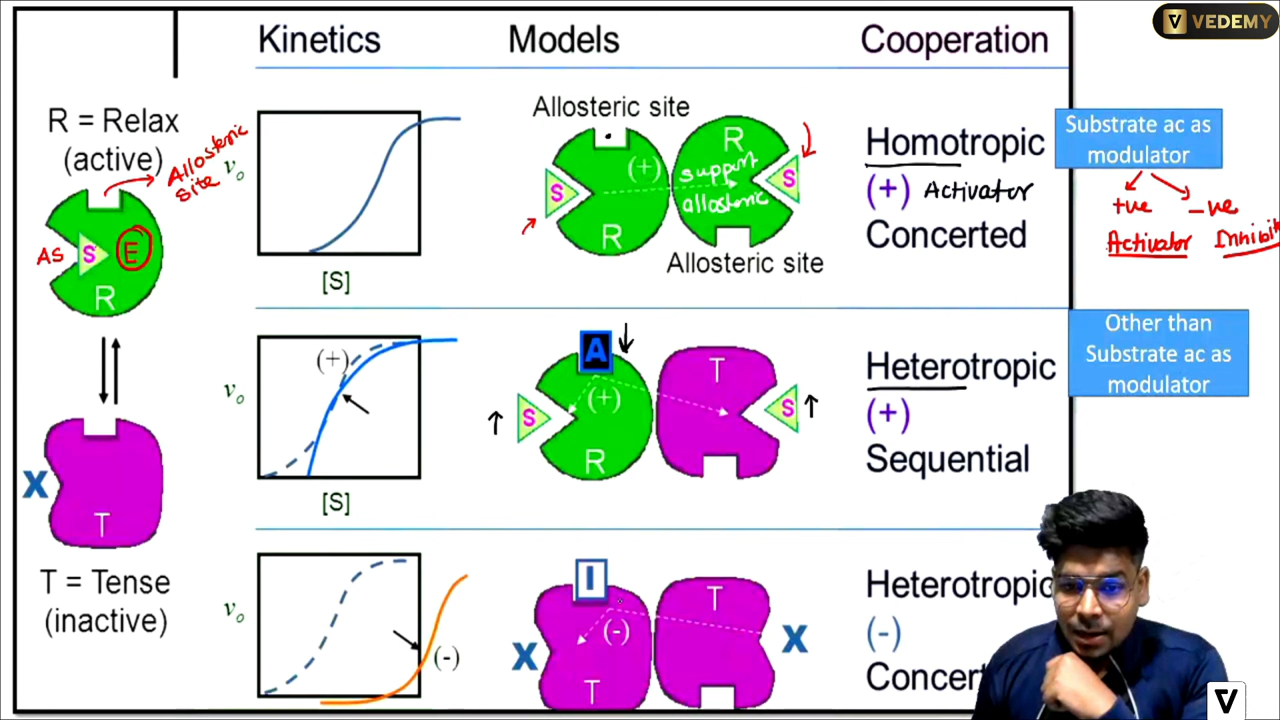 VEDEMY
Kinetics
Models
Cooperation
R = Relax
(active)
Allosteric
site
AS
S
E
R
T
X
T = Tense
(inactive)
v₀
[S]
Allosteric site
S
(+)
R
support
allosteric
R
S
Allosteric site
Homotropic
(+) Activator
Concerted
Substrate ac as
modulator
+ve
-ve
Activator
v₀
(+)
[S]
A
S
(+)
R
T
S
Heterotropic
(+)
Sequential
Other than
Substrate ac as
modulator
v₀
(-)
I
X
(-)
T
T
X
Heterotropic
(-)
V